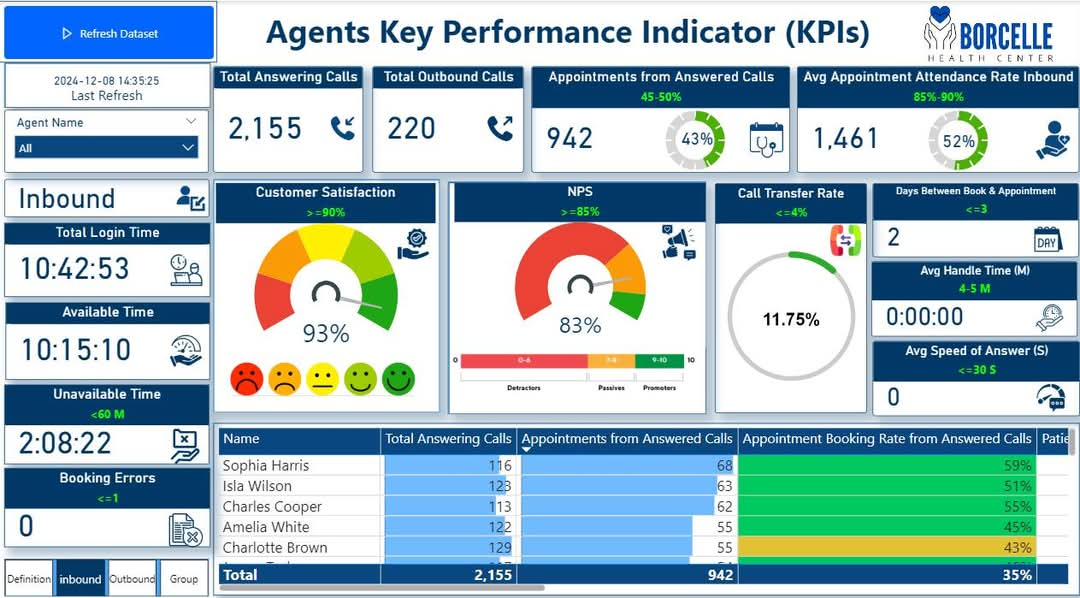 Refresh Dataset
Agents Key Performance Indicator (KPIs)
BORCELLE
HEALTH CENTER
2024-12-08 14:35:25
Last Refresh
Agent Name
All
Total Answering Calls
2,155
Total Outbound Calls
220
Appointments from Answered Calls
45-50%
942
43%
Avg Appointment Attendance Rate Inbound
85%-90%
1,461
52%
Inbound
Total Login Time
10:42:53
Available Time
10:15:10
Unavailable Time
<60 M
2:08:22
Booking Errors
<=1
0
Customer Satisfaction
>=90%
93%
NPS
>=85%
83%
0 0-6 7-8 9-10 10
Detractors Passives Promoters
Call Transfer Rate
<=4%
11.75%
Days Between Book & Appointment
<=3
2
DAY
Avg Handle Time (M)
4-5 M
0:00:00
Avg Speed of Answer (S)
<=30 S
0
Name Total Answering Calls Appointments from Answered Calls Appointment Booking Rate from Answered Calls
Sophia Harris 116 68 59%
Isla Wilson 123 63 51%
Charles Cooper 113 62 55%
Amelia White 122 55 45%
Charlotte Brown 129 55 43%
Total 2,155 942 35%
Definition inbound Outbound Group